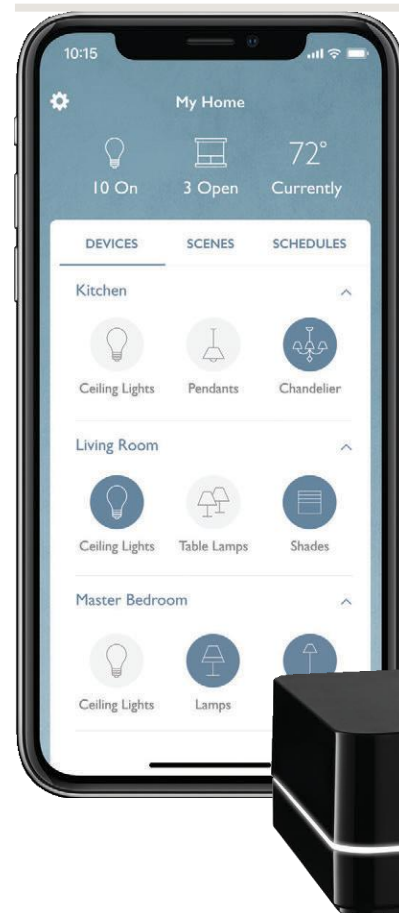 10:15
My Home
10 On 3 Open 72° Currently
DEVICES SCENES SCHEDULES
Kitchen
Ceiling Lights Pendants Chandelier
Living Room
Ceiling Lights Table Lamps Shades
Master Bedroom
Ceiling Lights Lamps